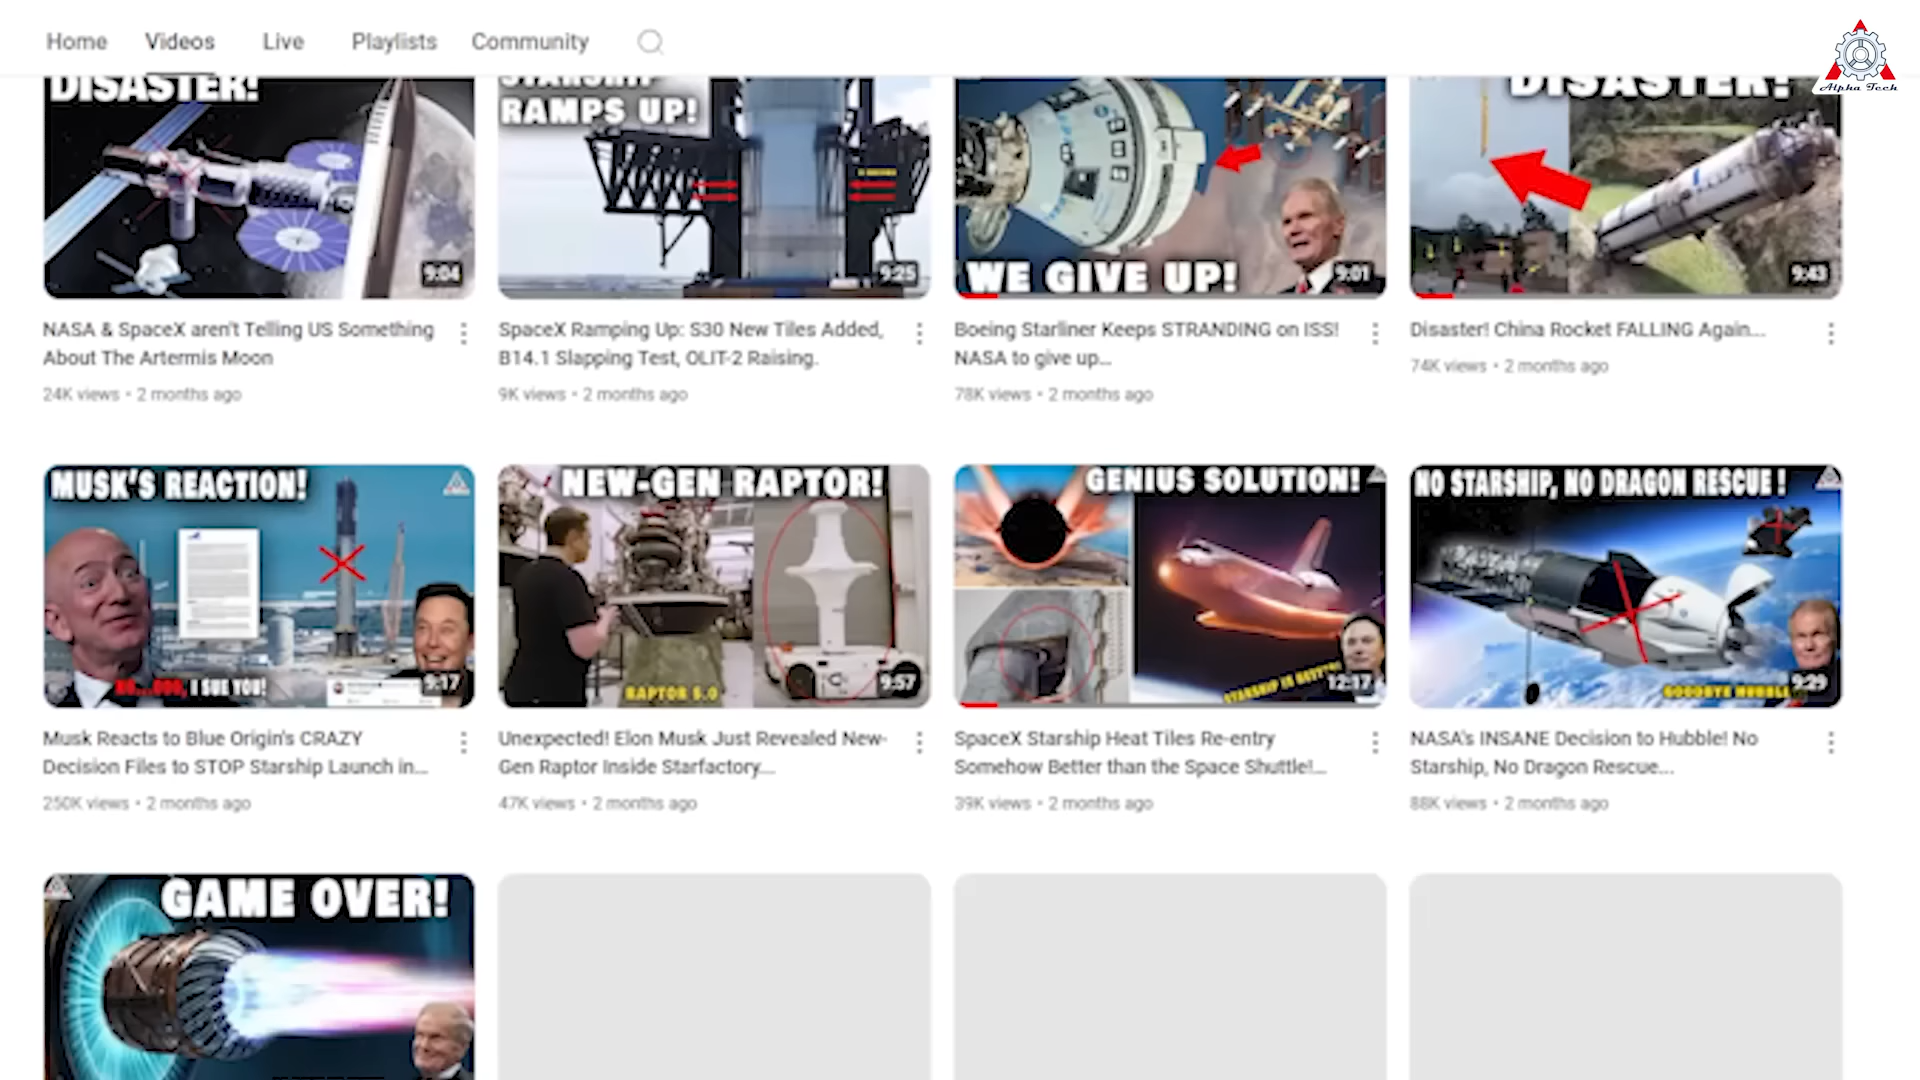 Home Videos Live Playlists Community
Alpha Tech
DISASTER!
9:04
STARSHIP
RAMPS UP!
9:25
WE GIVE UP!
9:01
DISASTER!
9:43
NASA & SpaceX aren't Telling US Something
About The Artermis Moon
24K views • 2 months ago
SpaceX Ramping Up: S30 New Tiles Added,
B14.1 Slapping Test, OLIT-2 Raising.
9K views • 2 months ago
Boeing Starliner Keeps STRANDING on ISS!
NASA to give up...
78K views • 2 months ago
Disaster! China Rocket FALLING Again...
74K views • 2 months ago
MUSK'S REACTION!
I SUE YOU!
9:17
NEW-GEN RAPTOR!
RAPTOR 5.0
9:57
GENIUS SOLUTION!
12:17
NO STARSHIP, NO DRAGON RESCUE !
GOODBYE HUBBLE
9:29
Musk Reacts to Blue Origin's CRAZY
Decision Files to STOP Starship Launch in...
250K views • 2 months ago
Unexpected! Elon Musk Just Revealed New-
Gen Raptor Inside Starfactory...
47K views • 2 months ago
SpaceX Starship Heat Tiles Re-entry
Somehow Better than the Space Shuttle!...
39K views • 2 months ago
NASA's INSANE Decision to Hubble! No
Starship, No Dragon Rescue...
88K views • 2 months ago
GAME OVER!